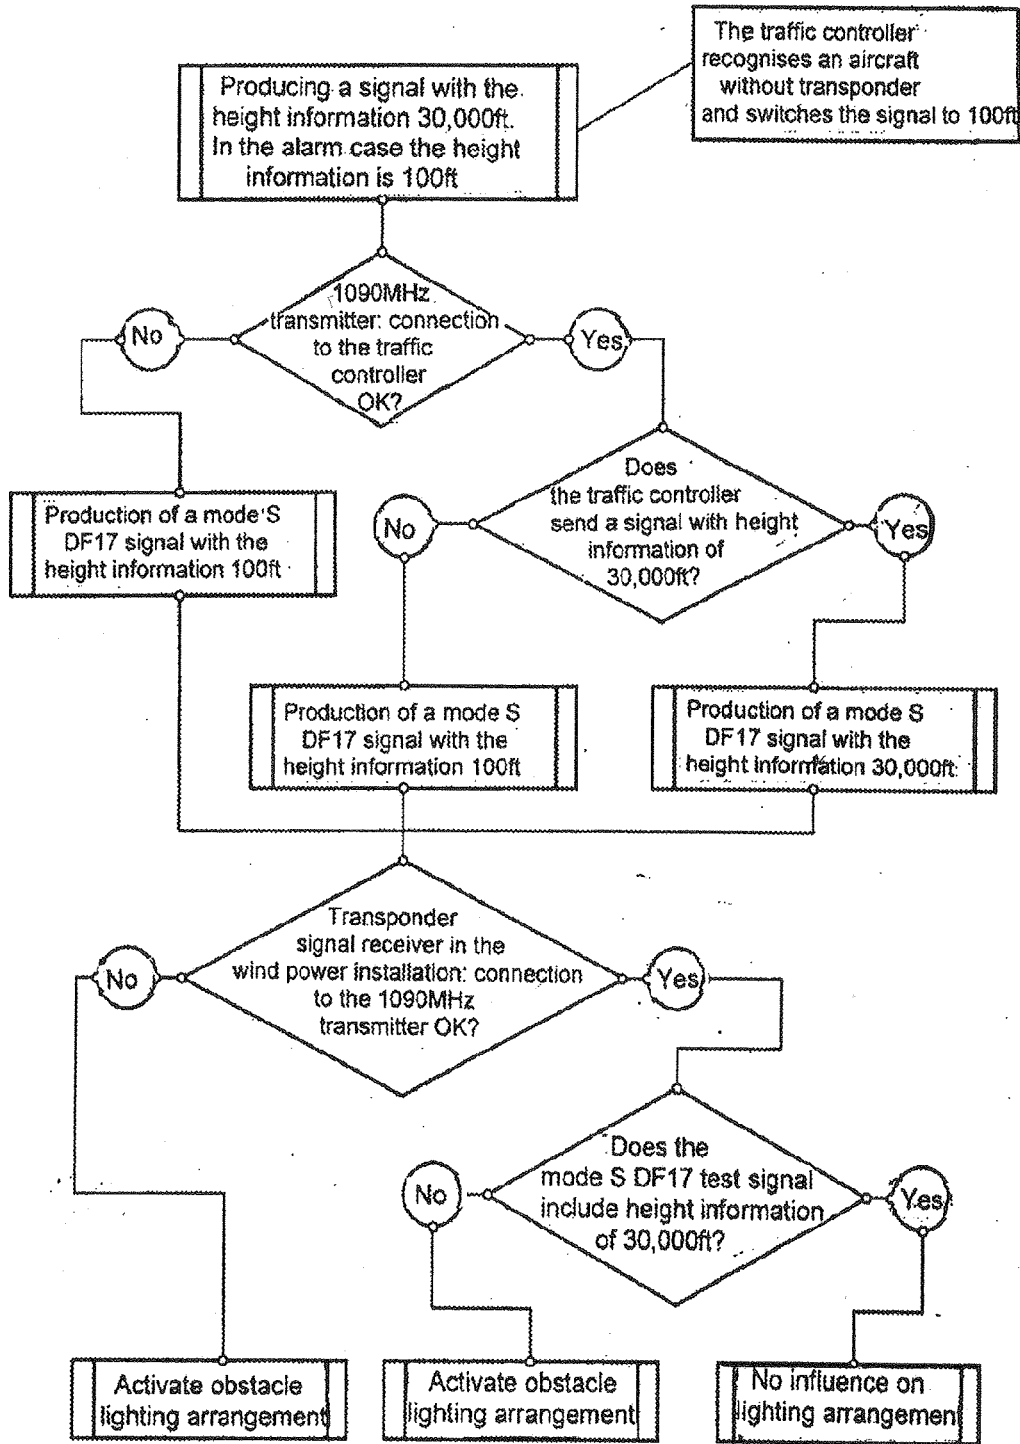 The traffic controller
recognises an aircraft
without transponder
and switches the signal to 100ft
Producing a signal with the
height information 30,000ft.
In the alarm case the height
information is 100ft
1090MHz
transmitter: connection
to the traffic
controller
OK?
No
Yes
Does
the traffic controller
send a signal with height
information of
30,000ft?
No
Yes
Production of a mode S
DF17 signal with the
height information 100ft
Production of a mode S
DF17 signal with the
height information 100ft
Production of a mode S
DF17 signal with the
height information 30,000ft
Transponder
signal receiver in the
wind power installation: connection
to the 1090MHz
transmitter OK?
No
Yes
Does the
mode S DF17 test signal
include height information
of 30,000ft?
No
Yes
Activate obstacle
lighting arrangement
Activate obstacle
lighting arrangement
No influence on
lighting arrangemen